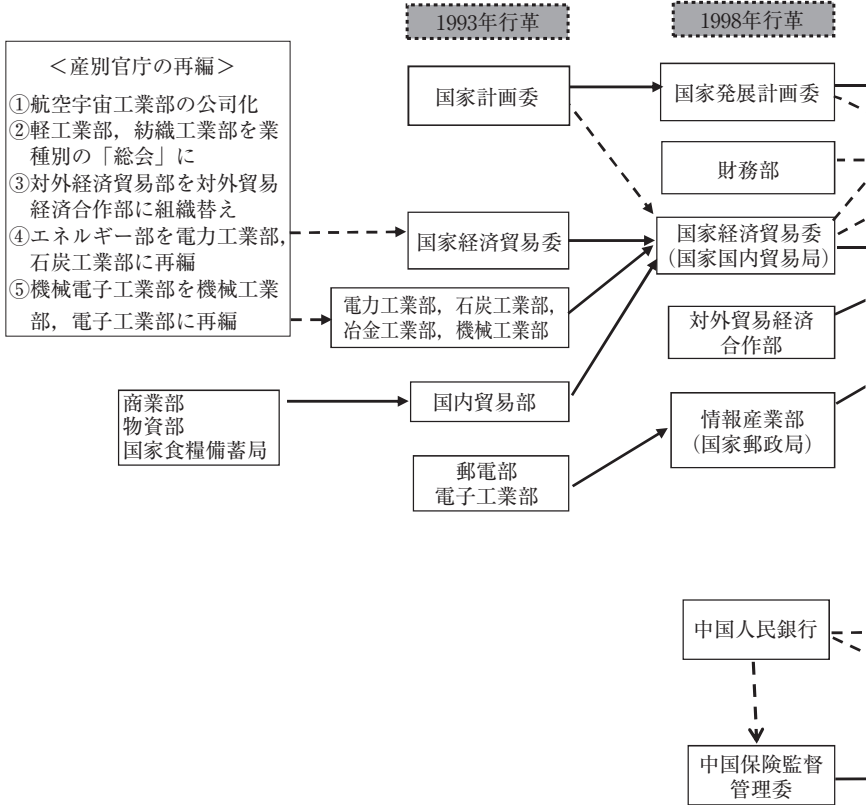 1993年行革
1998年行革
＜産別官庁の再編＞
①航空宇宙工業部の公司化
②軽工業部，紡織工業部を業
種別の「総会」に
③対外経済貿易部を対外貿易
経済合作部に組織替え
④エネルギー部を電力工業部，
石炭工業部に再編
⑤機械電子工業部を機械工業
部，電子工業部に再編
商業部
物資部
国家食糧備蓄局
国家計画委
国家経済貿易委
電力工業部，石炭工業部，
冶金工業部，機械工業部
国内貿易部
郵電部
電子工業部
国家発展計画委
財務部
国家経済貿易委
（国家国内貿易局）
対外貿易経済
合作部
情報産業部
（国家郵政局）
中国人民銀行
中国保険監督
管理委